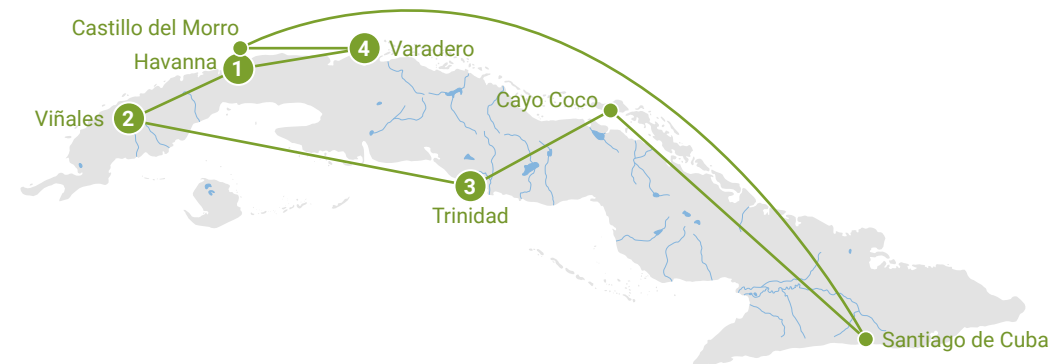 Castillo del Morro
Havanna
1
4
Varadero
Cayo Coco
Viñales
2
3
Trinidad
Santiago de Cuba